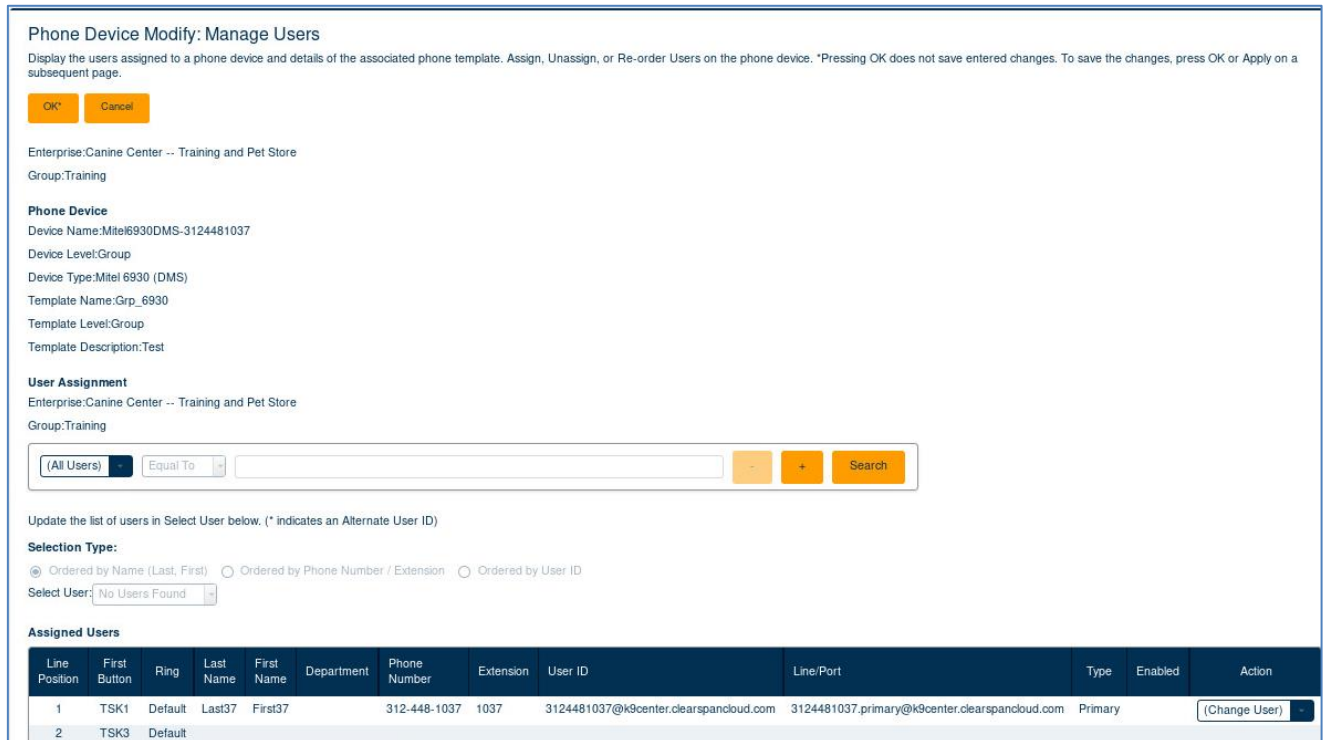 Phone Device Modify: Manage Users
Display the users assigned to a phone device and details of the associated phone template. Assign, Unassign, or Re-order Users on the phone device. *Pressing OK does not save entered changes. To save the changes, press OK or Apply on a
subsequent page.
OK* Cancel
Enterprise:Canine Center -- Training and Pet Store
Group:Training
Phone Device
Device Name:Mitel6930DMS-3124481037
Device Level:Group
Device Type:Mitel 6930 (DMS)
Template Name:Grp_6930
Template Level:Group
Template Description:Test
User Assignment
Enterprise:Canine Center -- Training and Pet Store
Group:Training
(All Users) Equal To - + Search
Update the list of users in Select User below. (* indicates an Alternate User ID)
Selection Type:
Ordered by Name (Last, First) Ordered by Phone Number / Extension Ordered by User ID
Select User: No Users Found
Assigned Users
Line Position First Button Ring Last Name First Name Department Phone Number Extension User ID Line/Port Type Enabled Action
1 TSK1 Default Last37 First37 312-448-1037 1037 3124481037@k9center.clearspancloud.com 3124481037.primary@k9center.clearspancloud.com Primary (Change User)
2 TSK3 Default